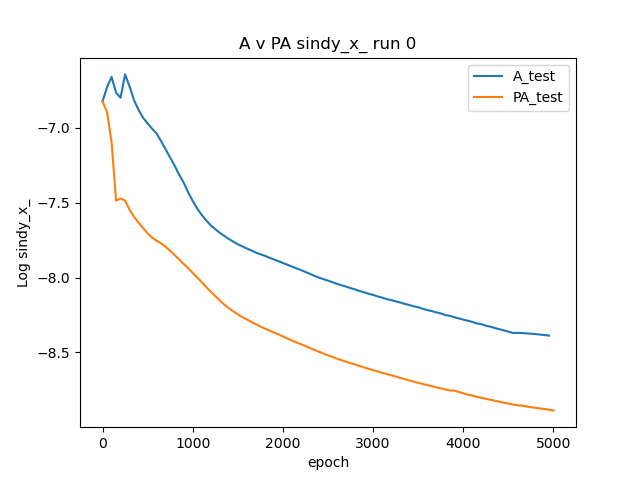 A v PA sindy_x_ run 0
A_test
PA_test
−7.0
−7.5
−8.0
−8.5
Log sindy_x_
0 1000 2000 3000 4000 5000
epoch